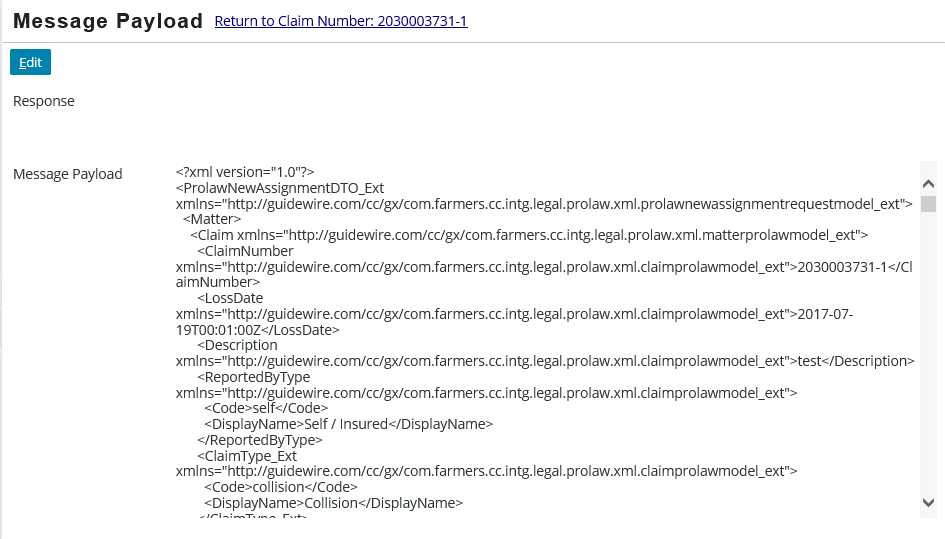 Message Payload Return to Claim Number: 2030003731-1
Edit
Response
Message Payload
<?xml version="1.0"?>
<ProlawNewAssignmentDTO_Ext
xmlns="http://guidewire.com/cc/gx/com.farmers.cc.intg.legal.prolaw.xml.prolawnewassignmentrequestmodel_ext">
<Matter>
<Claim xmlns="http://guidewire.com/cc/gx/com.farmers.cc.intg.legal.prolaw.xml.matterprolawmodel_ext">
<ClaimNumber
xmlns="http://guidewire.com/cc/gx/com.farmers.cc.intg.legal.prolaw.xml.claimprolawmodel_ext">2030003731-1</Cl
aimNumber>
<LossDate
xmlns="http://guidewire.com/cc/gx/com.farmers.cc.intg.legal.prolaw.xml.claimprolawmodel_ext">2017-07-
19T00:01:00Z</LossDate>
<Description
xmlns="http://guidewire.com/cc/gx/com.farmers.cc.intg.legal.prolaw.xml.claimprolawmodel_ext">test</Description>
<ReportedByType
xmlns="http://guidewire.com/cc/gx/com.farmers.cc.intg.legal.prolaw.xml.claimprolawmodel_ext">
<Code>self</Code>
<DisplayName>Self / Insured</DisplayName>
</ReportedByType>
<ClaimType_Ext
xmlns="http://guidewire.com/cc/gx/com.farmers.cc.intg.legal.prolaw.xml.claimprolawmodel_ext">
<Code>collision</Code>
<DisplayName>Collision</DisplayName>
</ClaimType_Ext>